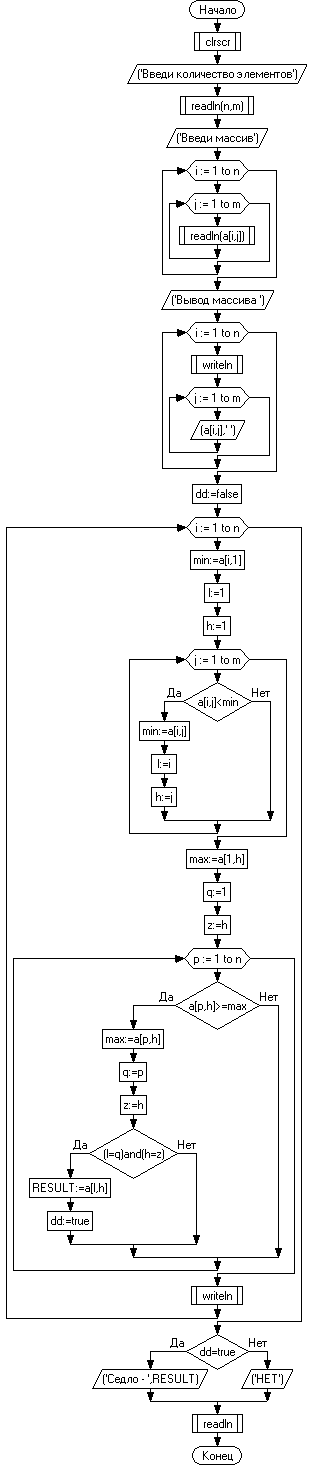 Начало
clrscr
('Введи количество элементов')
readln(n,m)
('Введи массив')
i := 1 to n
j := 1 to m
readln(a[i,j])
('Вывод массива ')
i := 1 to n
writeln
j := 1 to m
(a[i,j],' ')
dd:=false
i := 1 to n
min:=a[i,1]
l:=1
h:=1
j := 1 to m
Да
Нет
a[i,j]<min
min:=a[i,j]
l:=i
h:=j
max:=a[1,h]
q:=1
z:=h
p := 1 to n
Да
Нет
a[p,h]>=max
max:=a[p,h]
q:=p
z:=h
Да
Нет
(l=q)and(h=z)
RESULT:=a[l,h]
dd:=true
writeln
Да
Нет
dd=true
('Седло - ',RESULT)
('НЕТ')
readln
Конец